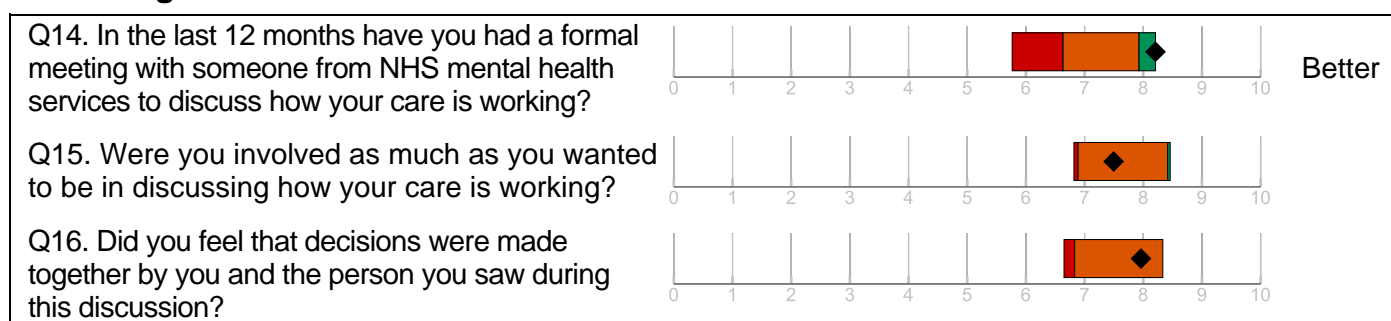 Q14. In the last 12 months have you had a formal
meeting with someone from NHS mental health
services to discuss how your care is working?
Better
0 1 2 3 4 5 6 7 8 9 10
Q15. Were you involved as much as you wanted
to be in discussing how your care is working?
0 1 2 3 4 5 6 7 8 9 10
Q16. Did you feel that decisions were made
together by you and the person you saw during
this discussion?
0 1 2 3 4 5 6 7 8 9 10